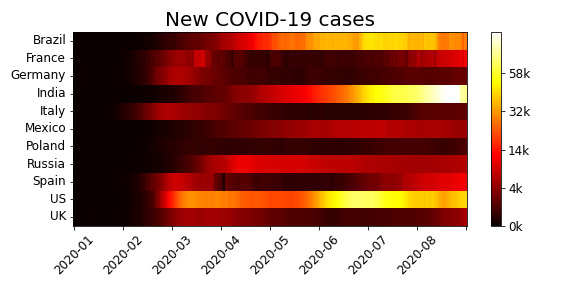 New COVID-19 cases
Brazil
France
Germany
India
Italy
Mexico
Poland
Russia
Spain
US
UK
58k
32k
14k
4k
0k
2020-01
2020-02
2020-03
2020-04
2020-05
2020-06
2020-07
2020-08